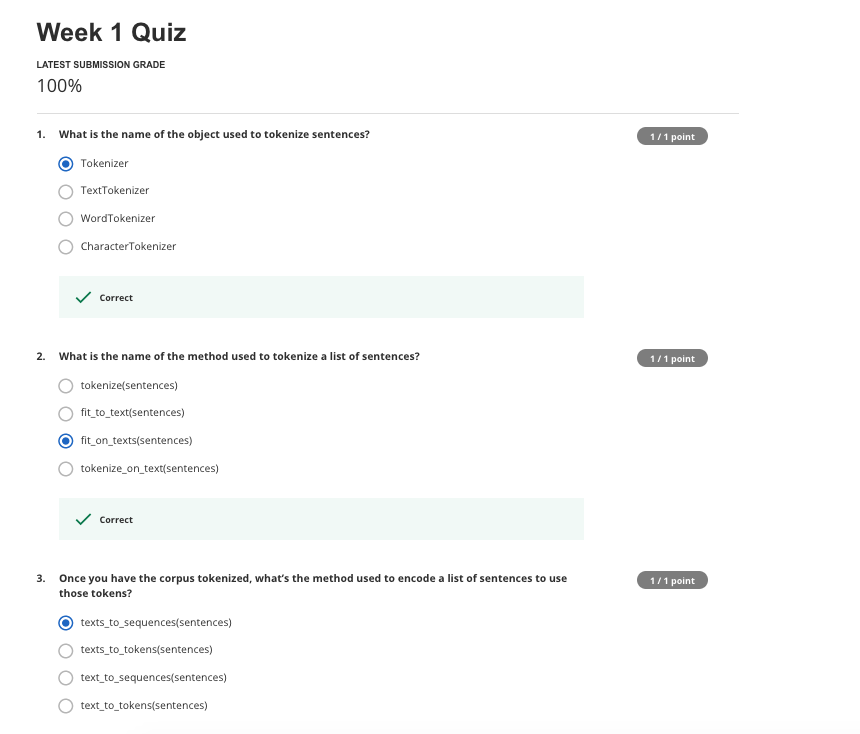 Week 1 Quiz
LATEST SUBMISSION GRADE
100%
1. What is the name of the object used to tokenize sentences? 1 / 1 point
Tokenizer
TextTokenizer
WordTokenizer
CharacterTokenizer
Correct
2. What is the name of the method used to tokenize a list of sentences? 1 / 1 point
tokenize(sentences)
fit_to_text(sentences)
fit_on_texts(sentences)
tokenize_on_text(sentences)
Correct
3. Once you have the corpus tokenized, what’s the method used to encode a list of sentences to use 1 / 1 point
those tokens?
texts_to_sequences(sentences)
texts_to_tokens(sentences)
text_to_sequences(sentences)
text_to_tokens(sentences)